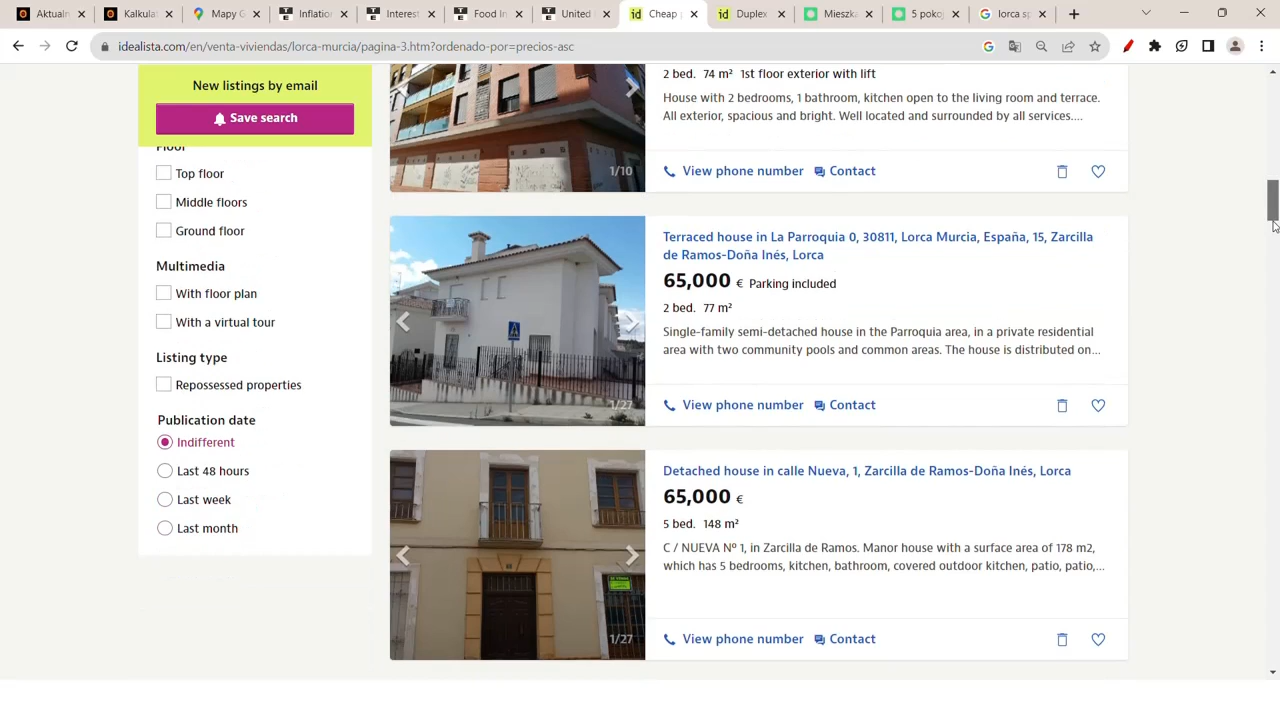 Aktualn
Kalkula
Mapy G
Inflation
Interest
Food In
United
Cheap p
Duplex
Mieszka
5 pokoj
lorca sp
idealista.com/en/venta-viviendas/lorca-murcia/pagina-3.htm?ordenado-por=precios-asc
New listings by email
Save search
Floor
Top floor
Middle floors
Ground floor
Multimedia
With floor plan
With a virtual tour
Listing type
Repossessed properties
Publication date
Indifferent
Last 48 hours
Last week
Last month
1/10
2 bed. 74 m² 1st floor exterior with lift
House with 2 bedrooms, 1 bathroom, kitchen open to the living room and terrace.
All exterior, spacious and bright. Well located and surrounded by all services....
View phone number Contact
1/27
Terraced house in La Parroquia 0, 30811, Lorca Murcia, España, 15, Zarcilla
de Ramos-Doña Inés, Lorca
65,000 € Parking included
2 bed. 77 m²
Single-family semi-detached house in the Parroquia area, in a private residential
area with two community pools and common areas. The house is distributed on...
View phone number Contact
1/27
Detached house in calle Nueva, 1, Zarcilla de Ramos-Doña Inés, Lorca
65,000 €
5 bed. 148 m²
C / NUEVA Nº 1, in Zarcilla de Ramos. Manor house with a surface area of 178 m2,
which has 5 bedrooms, kitchen, bathroom, covered outdoor kitchen, patio, patio,...
View phone number Contact